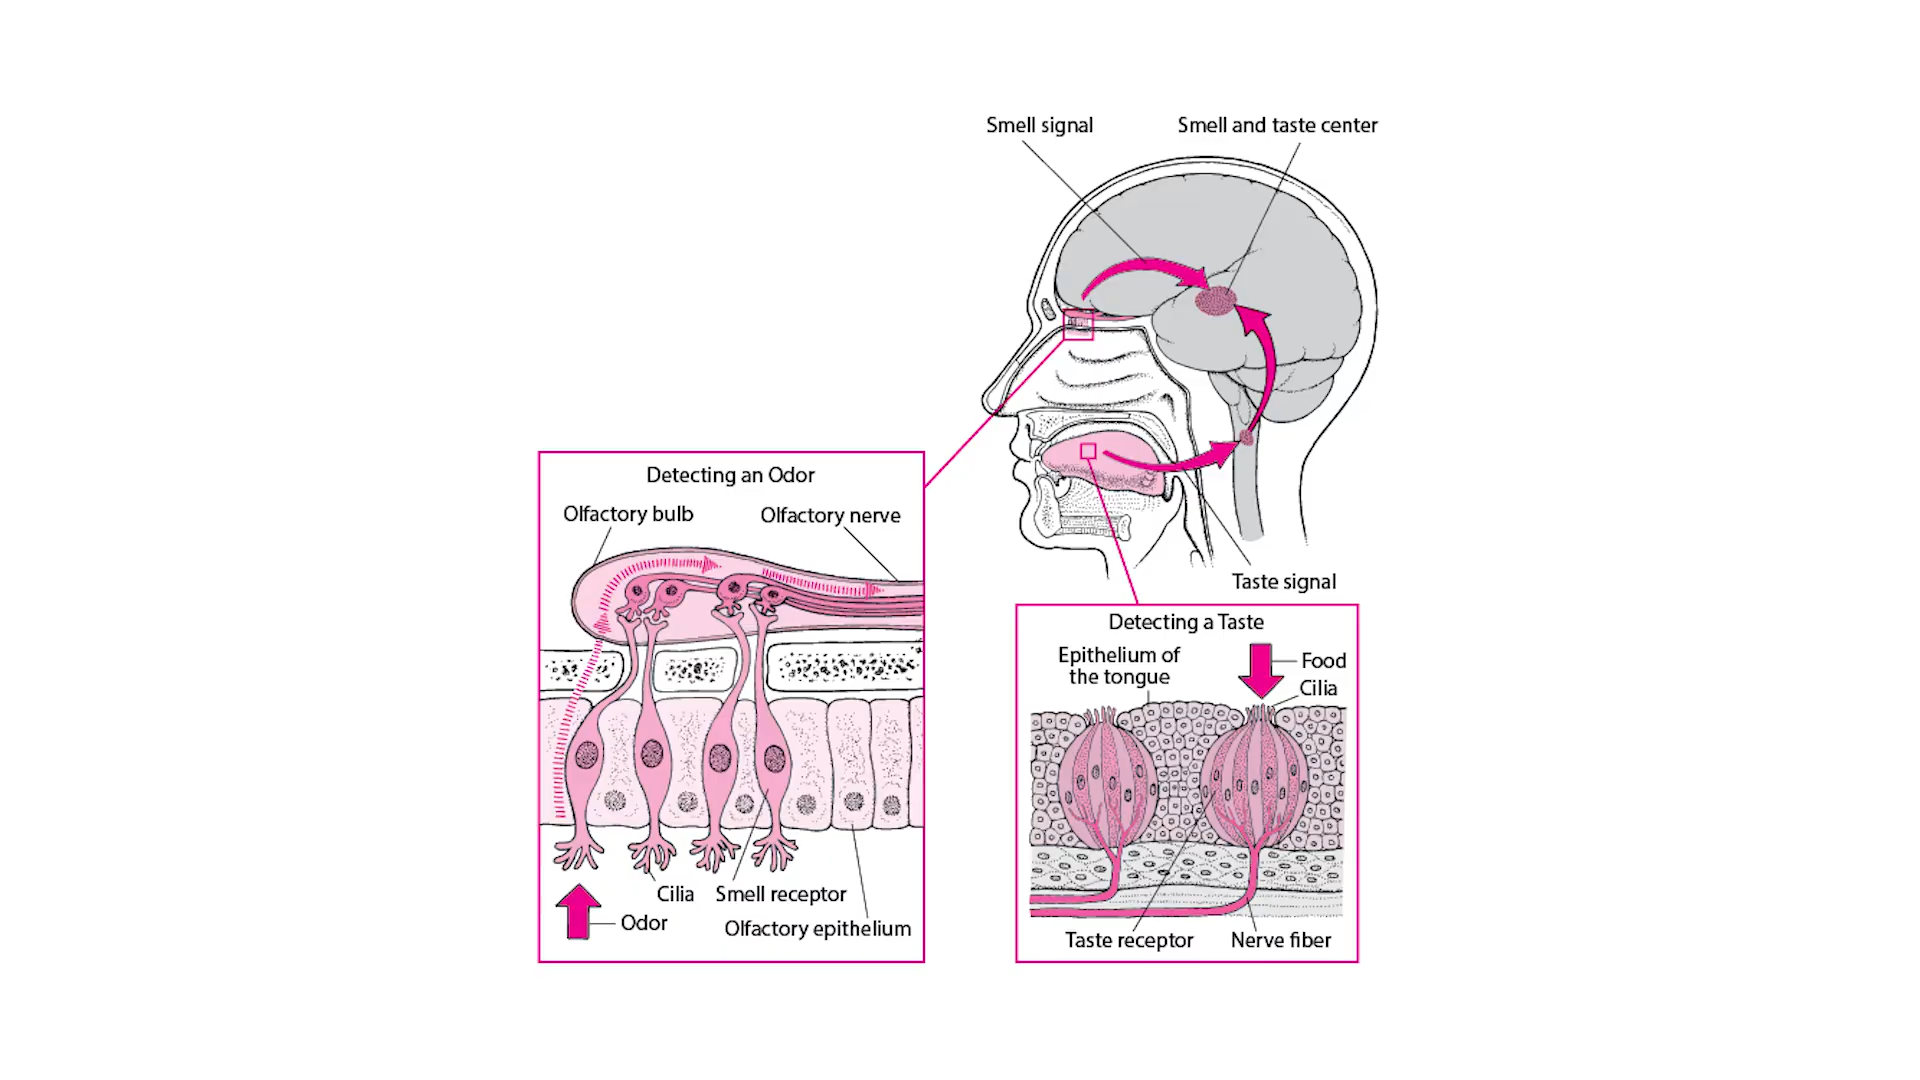 Smell signal
Smell and taste center
Detecting an Odor
Olfactory bulb
Olfactory nerve
Cilia
Smell receptor
Odor
Olfactory epithelium
Taste signal
Detecting a Taste
Epithelium of
the tongue
Food
Cilia
Taste receptor
Nerve fiber